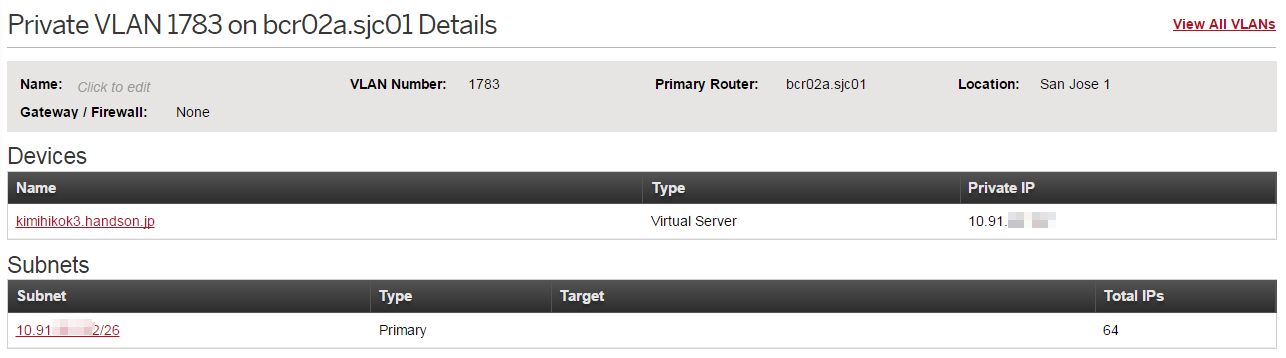 Private VLAN 1783 on bcr02a.sjc01 Details
View All VLANs
Name: Click to edit VLAN Number: 1783 Primary Router: bcr02a.sjc01 Location: San Jose 1
Gateway / Firewall: None
Devices
Name Type Private IP
kimihikok3.handson.jp Virtual Server 10.91.
Subnets
Subnet Type Target Total IPs
10.91 2/26 Primary 64